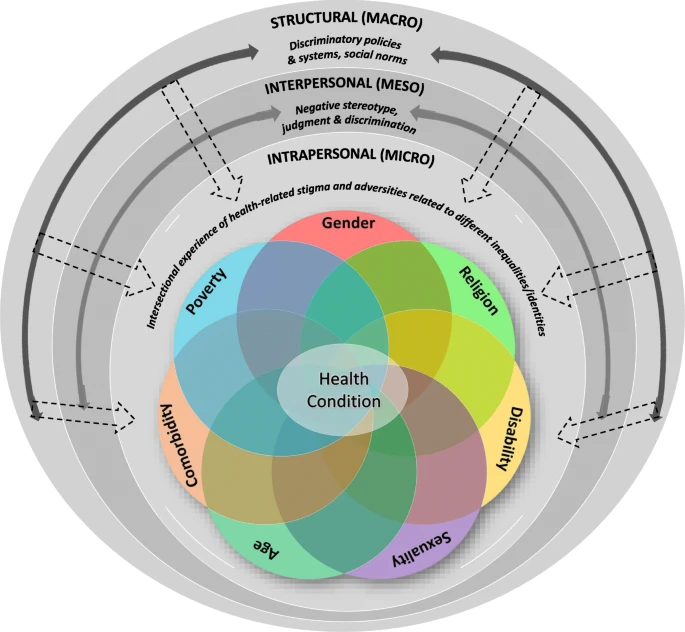 STRUCTURAL (MACRO)
Discriminatory policies
& systems, social norms
INTERPERSONAL (MESO)
Negative stereotype,
judgment & discrimination
INTRAPERSONAL (MICRO)
Intersectional experience of health-related stigma and adversities related to different inequalities/identities
Gender
Poverty
Religion
Health
Condition
Comorbidity
Disability
Age
Sexuality